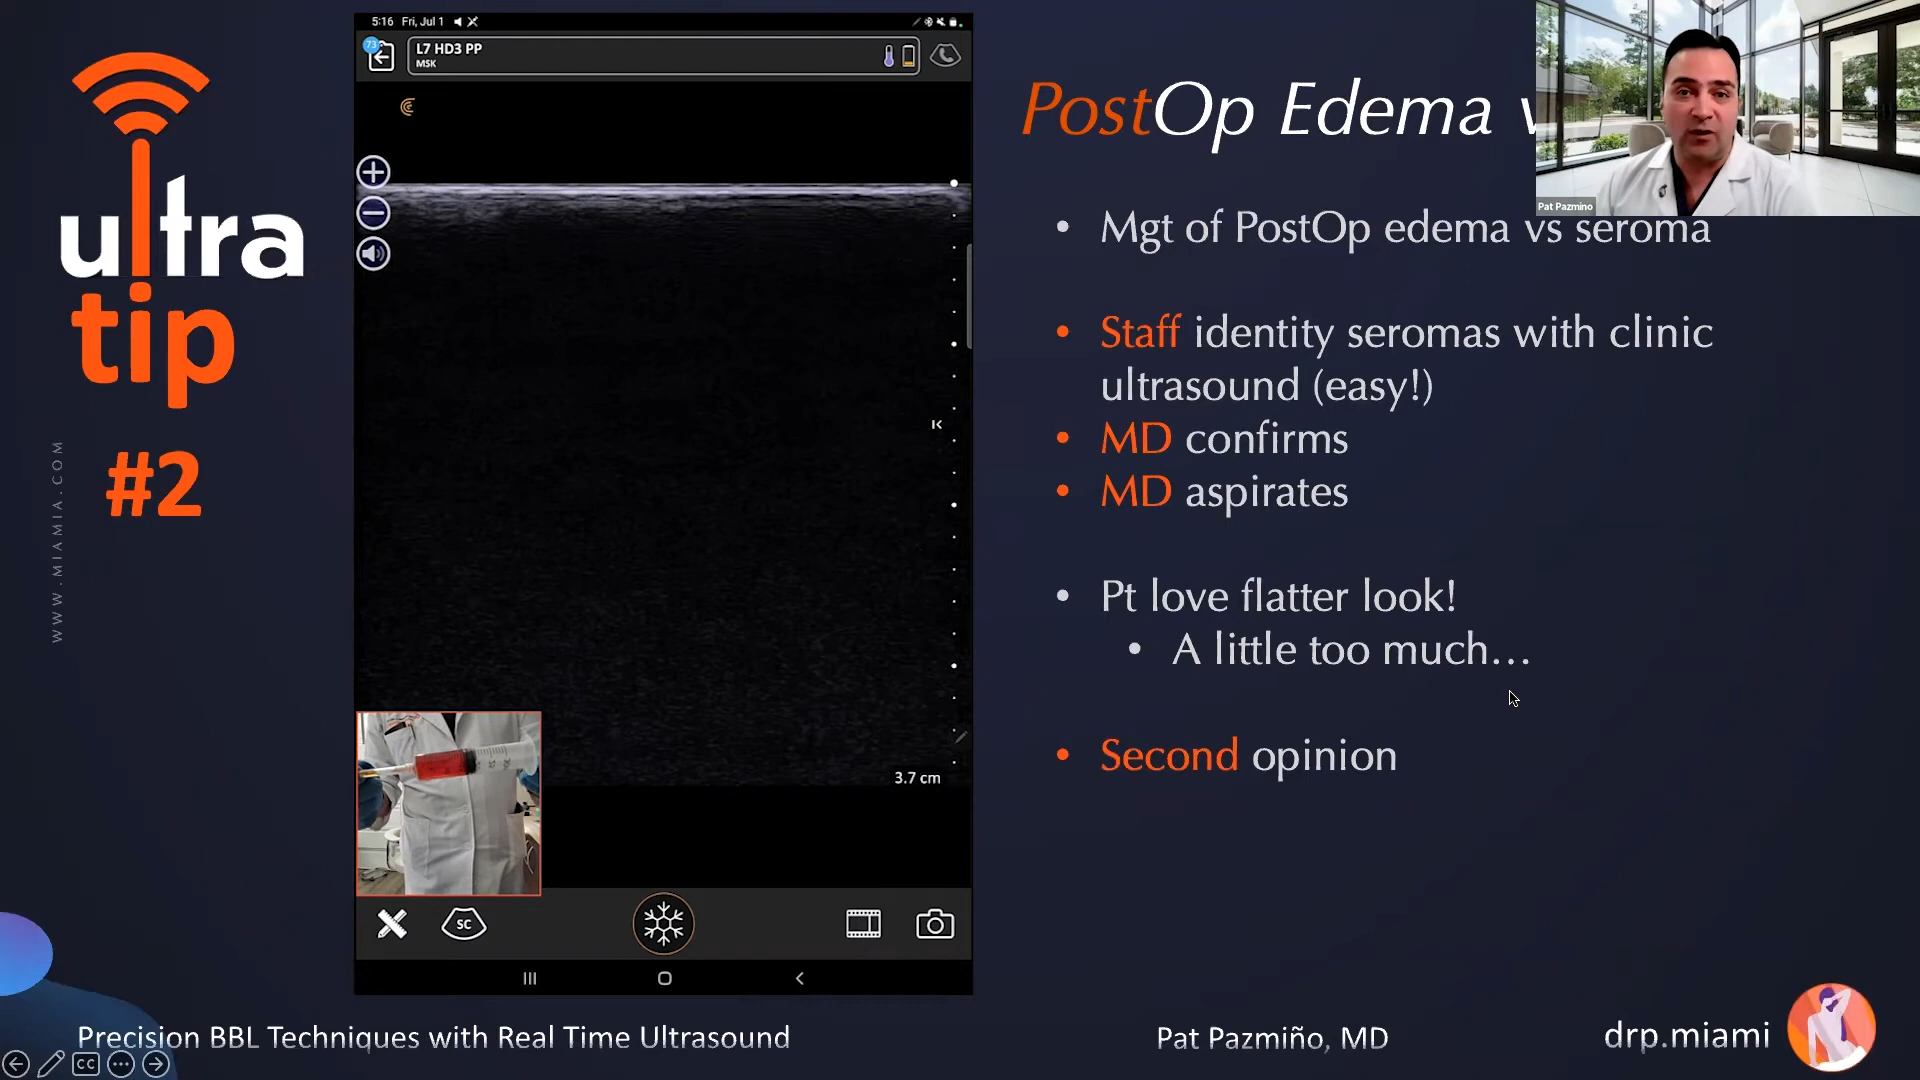 ultra
tip
#2
WWW.MIAMIA.COM
5:16 Fri, Jul 1
73
L7 HD3 PP
MSK
3.7 cm
SC
PostOp Edema v
Pat Pazmino
• Mgt of PostOp edema vs seroma
• Staff identity seromas with clinic
ultrasound (easy!)
• MD confirms
• MD aspirates
• Pt love flatter look!
• A little too much...
• Second opinion
Precision BBL Techniques with Real Time Ultrasound
Pat Pazmiño, MD
drp.miami
CC